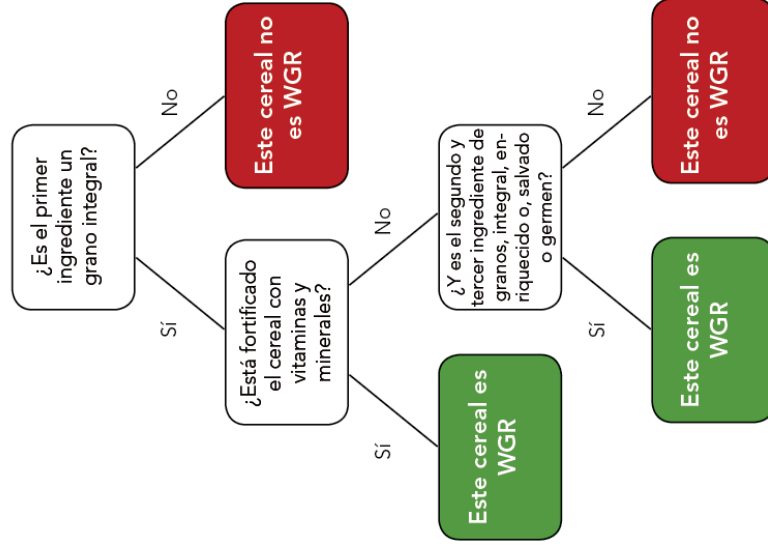 ¿Es el primer
ingrediente un
grano integral?
Sí
No
¿Está fortificado
el cereal con
vitaminas y
minerales?
Este cereal no
es WGR
Sí
No
Este cereal es
WGR
¿Y es el segundo y
tercer ingrediente de
granos, integral, en-
riquecido o, salvado
o germen?
Sí
No
Este cereal es
WGR
Este cereal no
es WGR